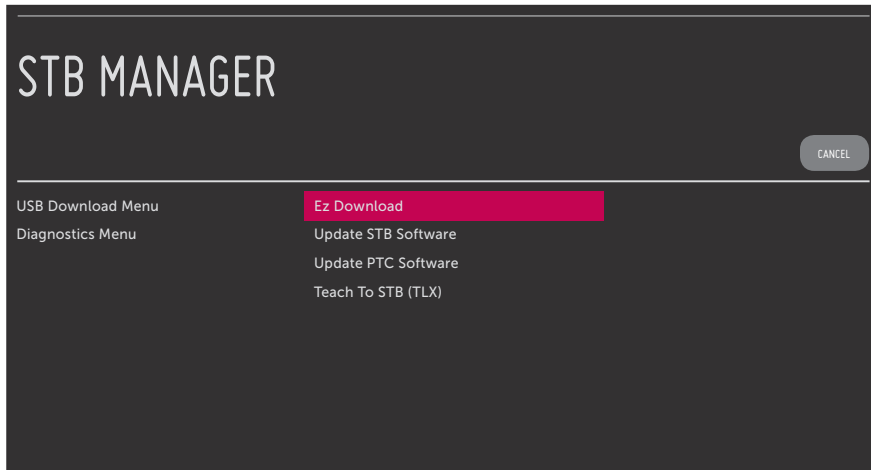 STB MANAGER
CANCEL
USB Download Menu
Diagnostics Menu
Ez Download
Update STB Software
Update PTC Software
Teach To STB (TLX)